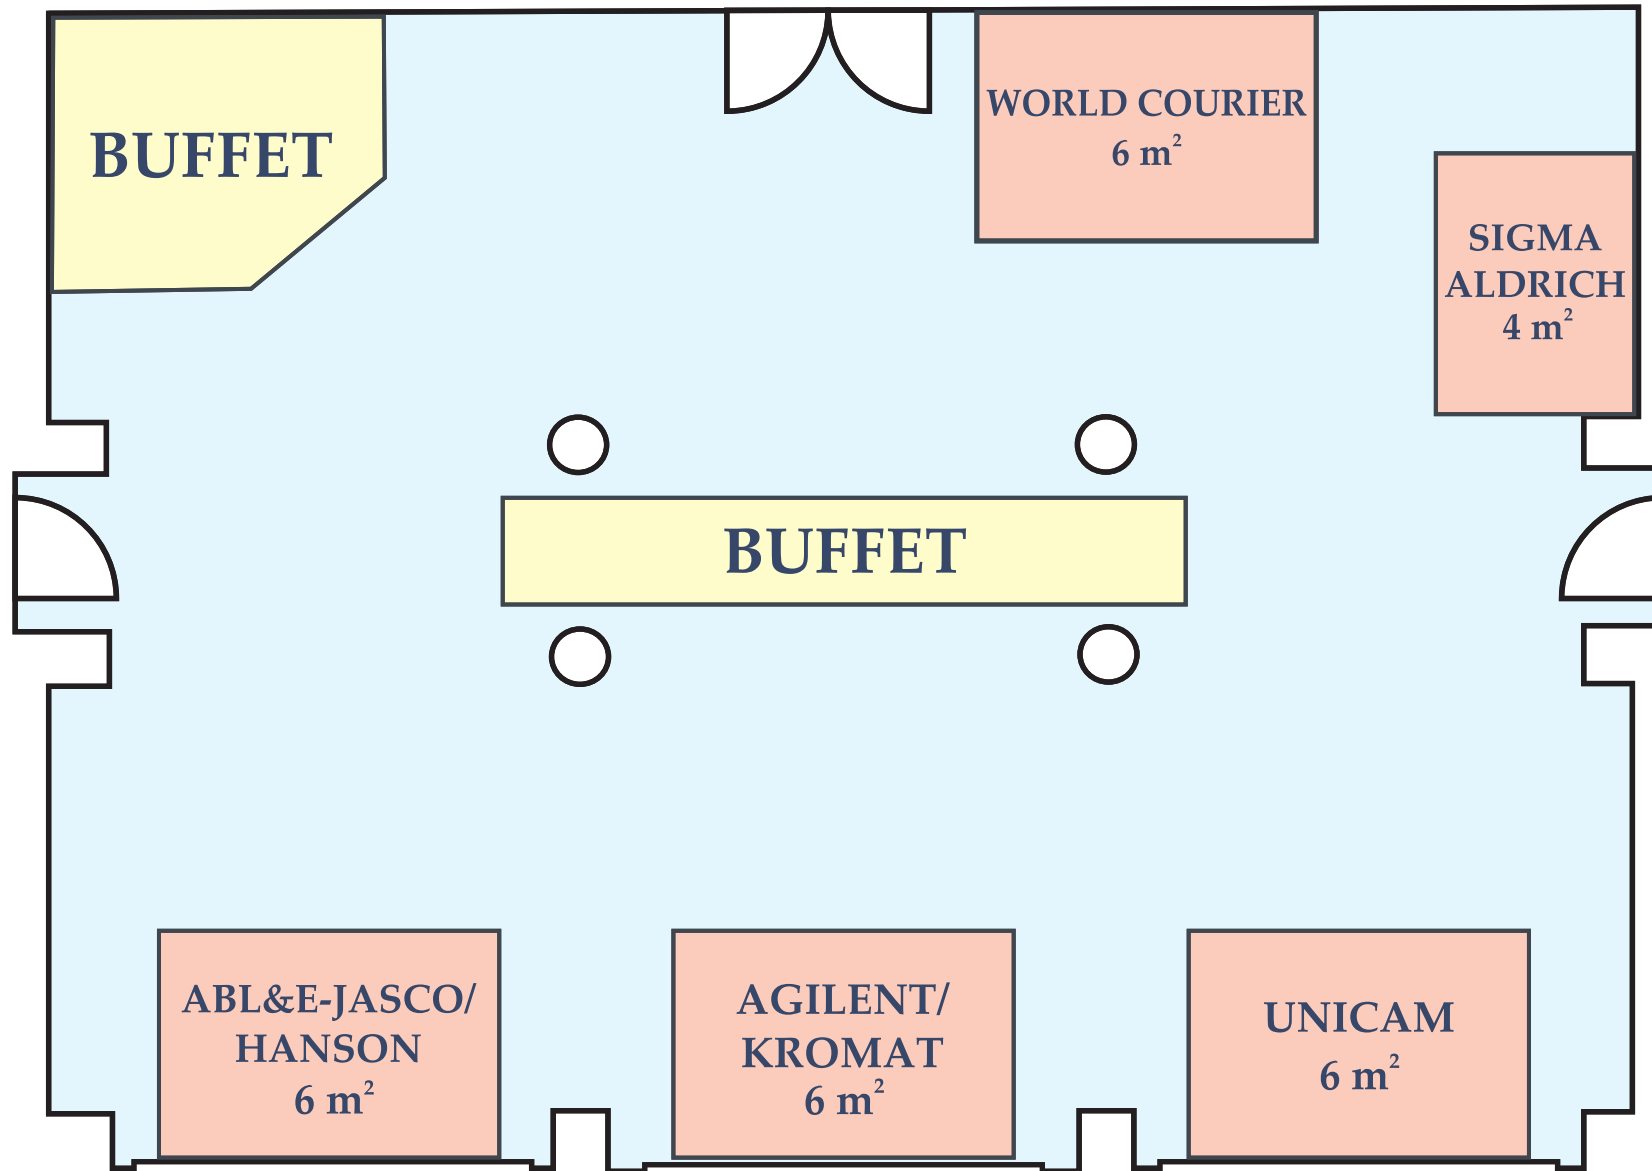 BUFFET
WORLD COURIER
6 m²
SIGMA
ALDRICH
4 m²
BUFFET
ABL&E-JASCO/
HANSON
6 m²
AGILENT/
KROMAT
6 m²
UNICAM
6 m²